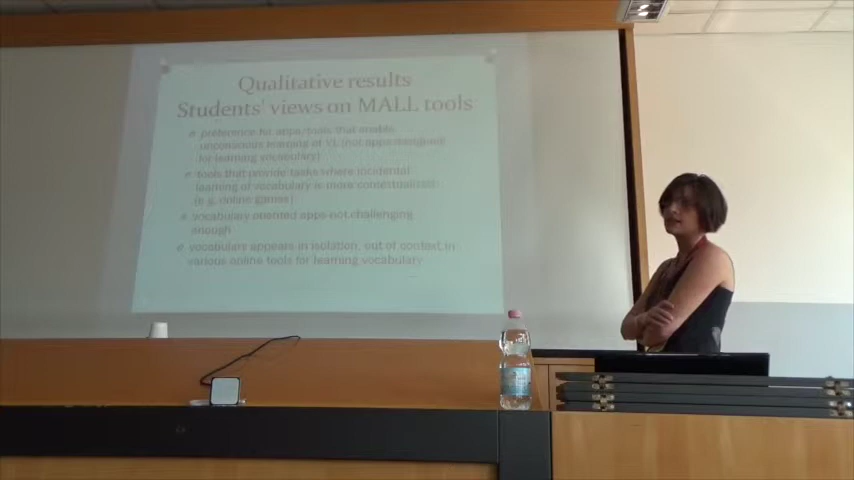 Qualitative results
Students' views on MALL tools
preference for apps/tools that enable
unconscious learning of VL (not apps designed
for learning vocabulary)
tools that provide tasks where incidental
learning of vocabulary is more contextualized
(e.g. online games)
vocabulary oriented apps not challenging
enough
vocabulary appears in isolation, out of context in
various online tools for learning vocabulary